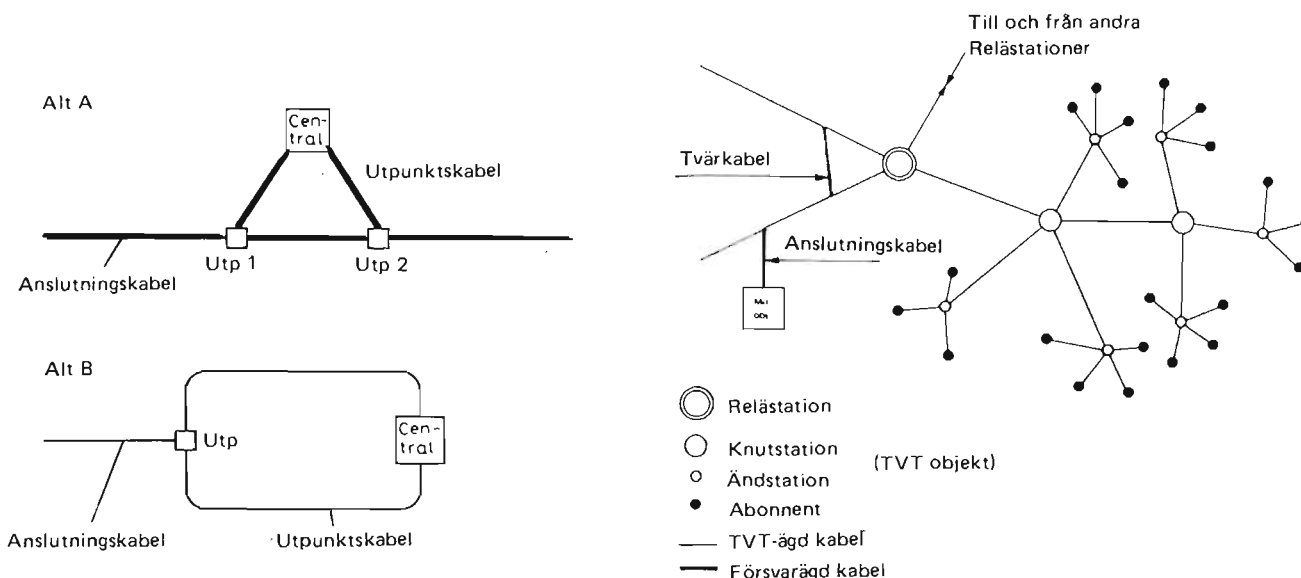 Alt A
Cen-
tral
Utpunktskabel
Utp 1
Utp 2
Anslutningskabel
Alt B
Utp
Cen-
tral
Anslutningskabel
Utpunktskabel
Till och från andra
Relästationer
Tvärkabel
Anslutningskabel
Relästation
Knutstation
(TVT objekt)
Ändstation
Abonnent
TVT-ägd kabel
Försvarägd kabel